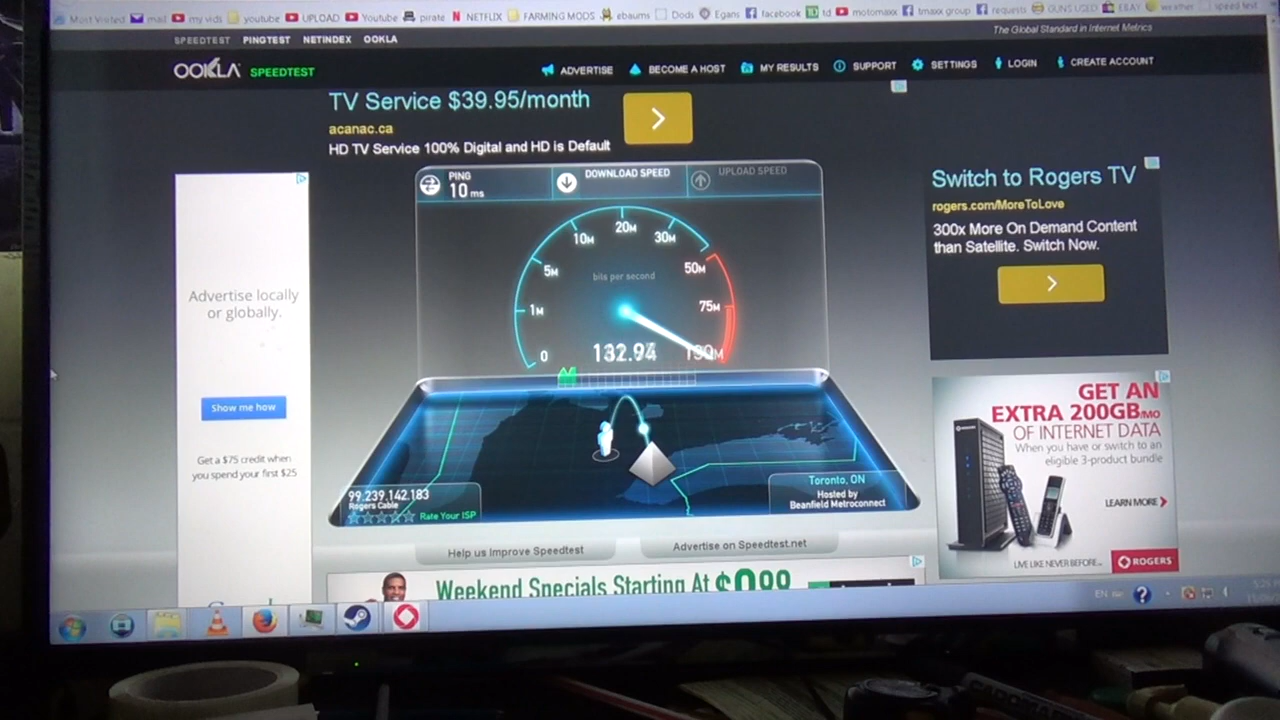 Most Visited mail my vids youtube UPLOAD Youtube pirate NETFLIX FARMING MODS ebaums Dods Egans facebook td motomaxx tmaxx group requests GUNS USED EBAY weather speed test
SPEEDTEST PINGTEST NETINDEX OOKLA
The Global Standard in Internet Metrics
OOKLA SPEEDTEST
ADVERTISE BECOME A HOST MY RESULTS SUPPORT SETTINGS LOGIN CREATE ACCOUNT
TV Service $39.95/month
acanac.ca
HD TV Service 100% Digital and HD is Default
PING
10 ms
DOWNLOAD SPEED
UPLOAD SPEED
0
1M
5M
10M
20M
30M
50M
75M
bits per second
132.94
Advertise locally
or globally.
Show me how
Get a $75 credit when
you spend your first $25
Switch to Rogers TV
rogers.com/MoreToLove
300x More On Demand Content
than Satellite. Switch Now.
GET AN
EXTRA 200GB/MO
OF INTERNET DATA
When you have or switch to an
eligible 3-product bundle
LEARN MORE
LIVE LIKE NEVER BEFORE™
ROGERS
99.239.142.183
Rogers Cable
Rate Your ISP
Toronto, ON
Hosted by
Beanfield Metroconnect
Help us improve Speedtest
Advertise on Speedtest.net
Weekend Specials Starting At
EN